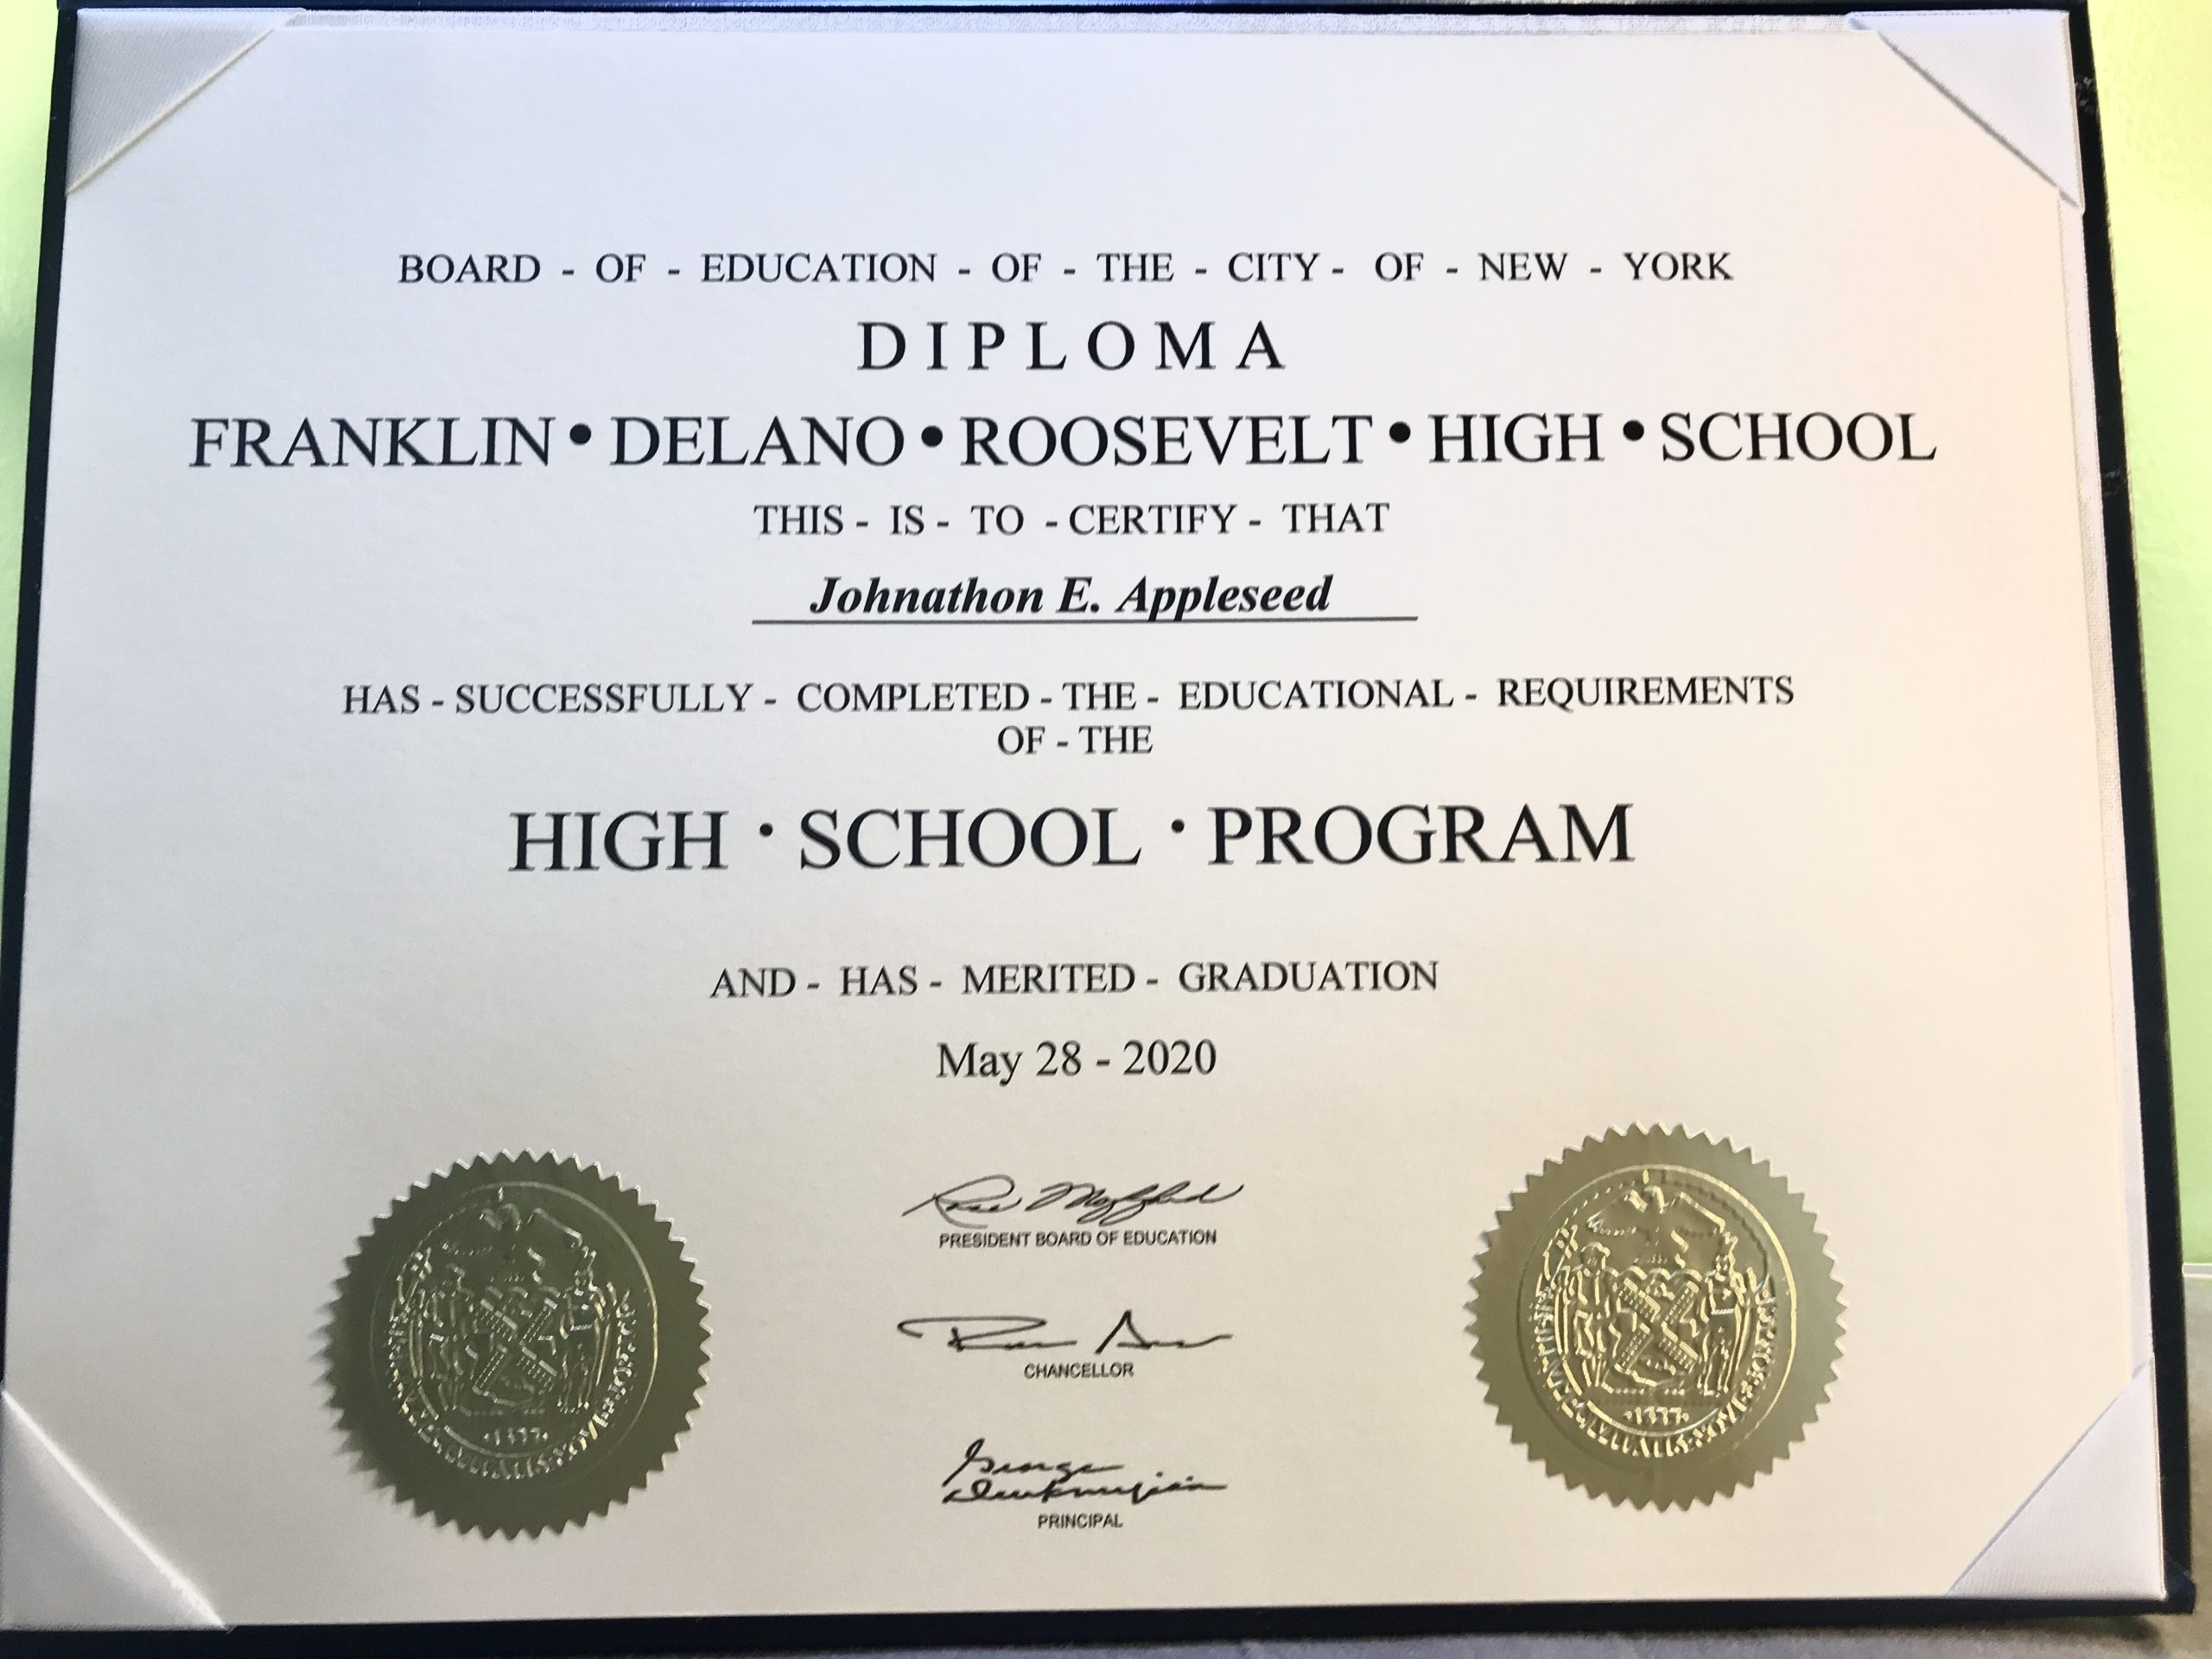 BOARD - OF - EDUCATION - OF - THE - CITY - OF - NEW - YORK
DIPLOMA
FRANKLIN • DELANO • ROOSEVELT • HIGH • SCHOOL
THIS - IS - TO - CERTIFY - THAT
Johnathon E. Appleseed
HAS - SUCCESSFULLY - COMPLETED - THE - EDUCATIONAL - REQUIREMENTS
OF - THE
HIGH · SCHOOL · PROGRAM
AND - HAS - MERITED - GRADUATION
May 28 - 2020
PRESIDENT BOARD OF EDUCATION
CHANCELLOR
George
PRINCIPAL